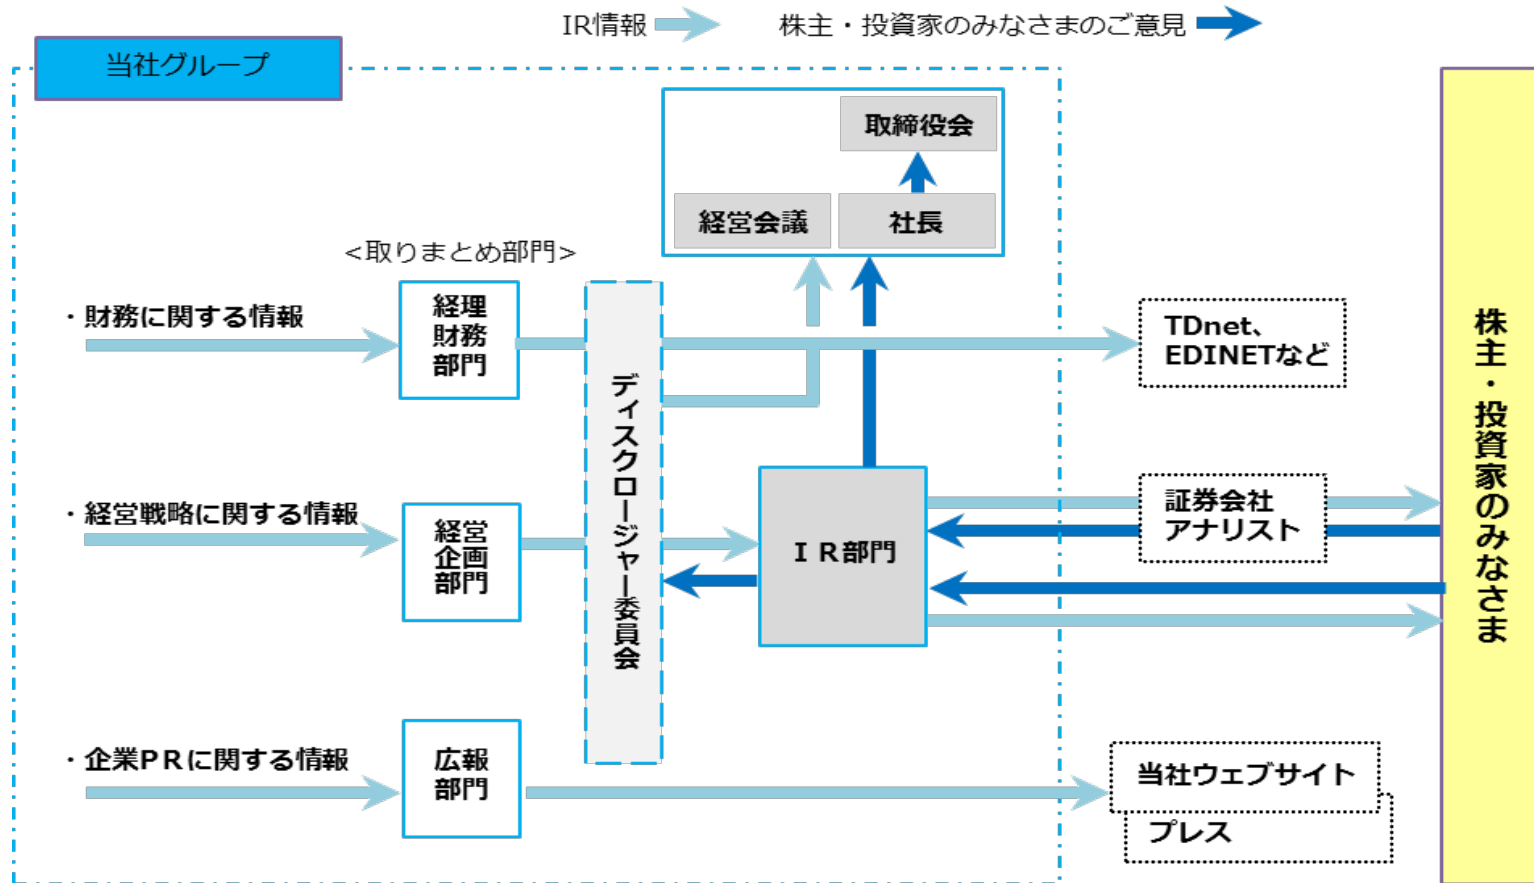 IR情報
株主・投資家のみなさまのご意見
当社グループ
取締役会
経営会議
社長
<取りまとめ部門>
・財務に関する情報
経理
財務
部門
TDnet、
EDINETなど
ディスクロージャー委員会
・経営戦略に関する情報
経営
企画
部門
ＩＲ部門
証券会社
アナリスト
株主・投資家のみなさま
・企業ＰＲに関する情報
広報
部門
当社ウェブサイト
プレス